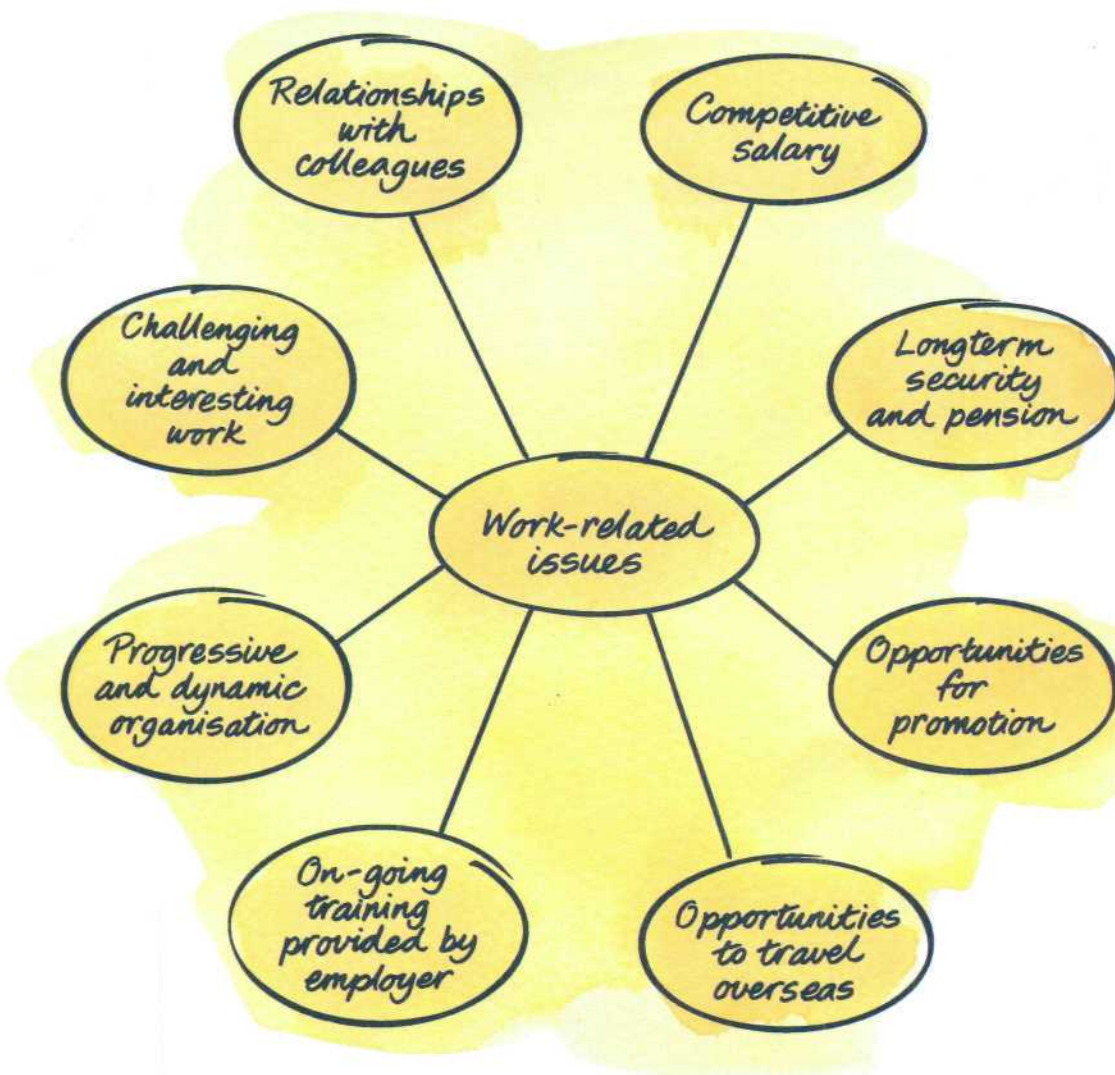 Relationships
with
colleagues
Competitive
salary
Challenging
and
interesting
work
Longterm
security
and pension
Work-related
issues
Progressive
and dynamic
organisation
Opportunities
for
promotion
On-going
training
provided by
employer
Opportunities
to travel
overseas